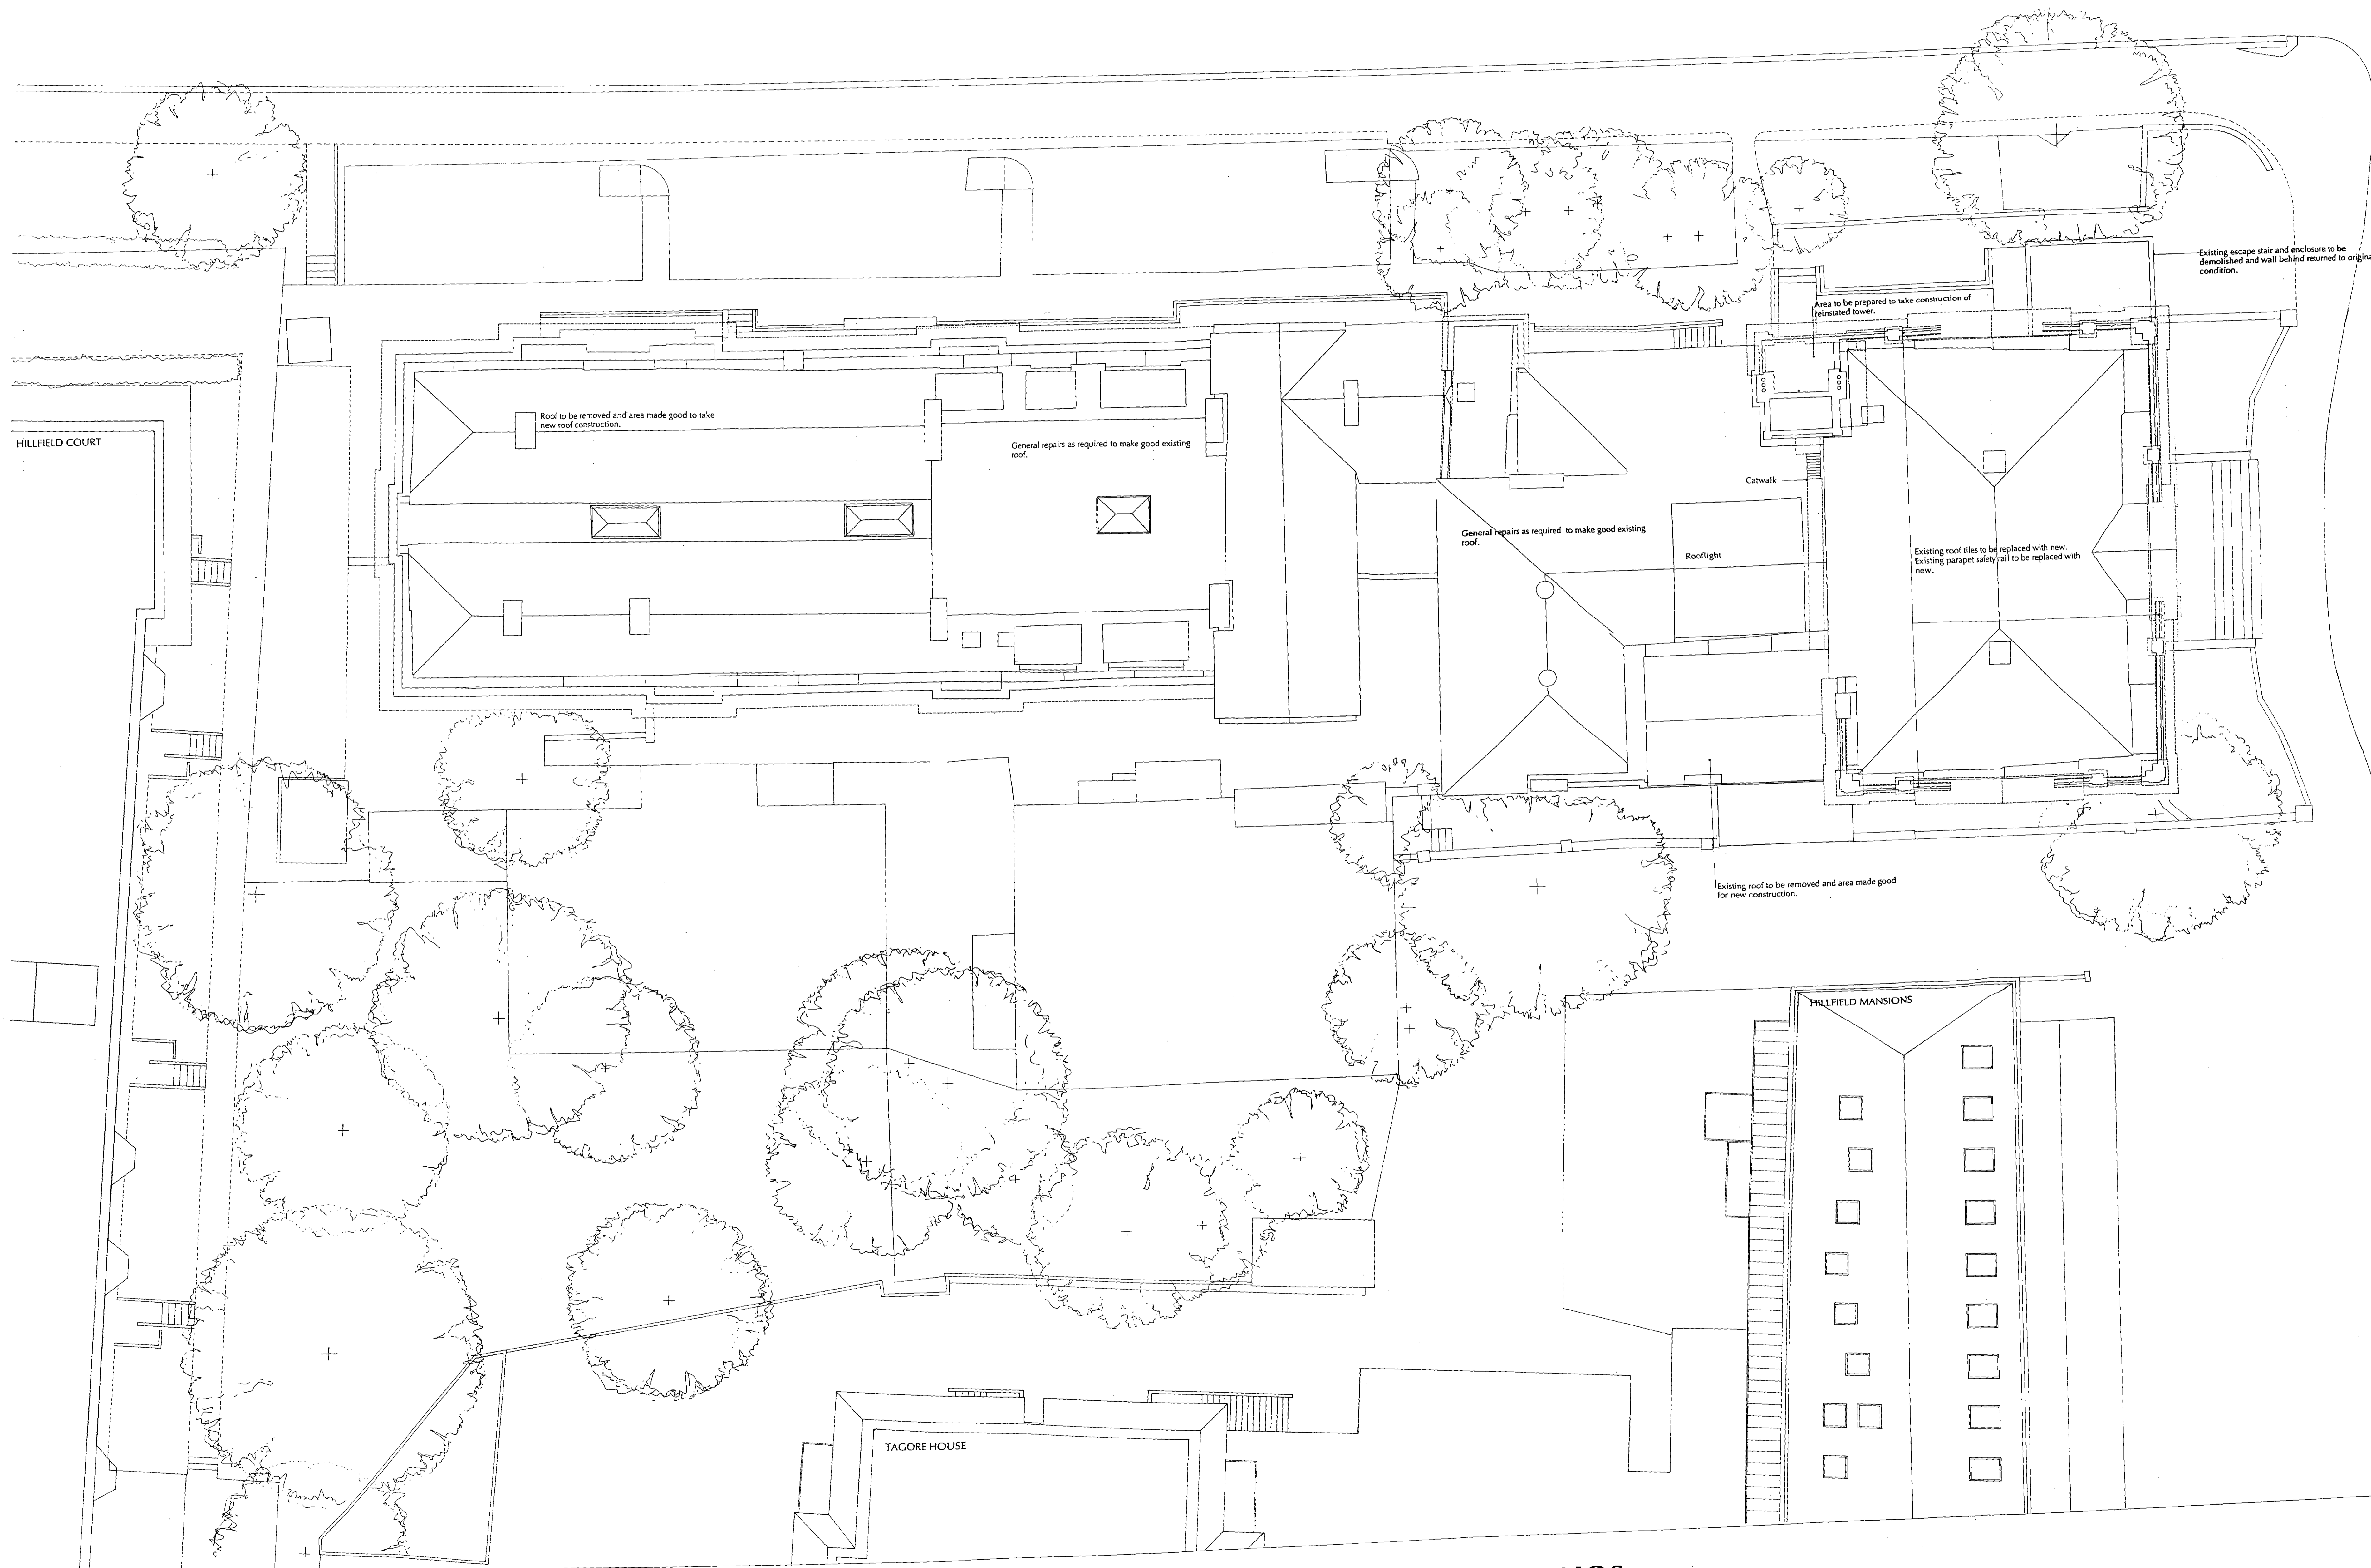 Existing escape stair and enclosure to be
demolished and wall behind returned to
condition.
Area to be prepared to take construction of
reinstated tower.
Roof to be removed and area made good to take
new roof construction.
HILLFIELD COURT
General repairs as required to make good existing
roof.
Catwalk
General repairs as required to make good existing
roof.
Rooflight
Existing roof tiles to be replaced with new.
Existing parapet safety rail to be replaced with
new.
Existing roof to be removed and area made good
for new construction.
HILLFIELD MANSIONS
TAGORE HOUSE